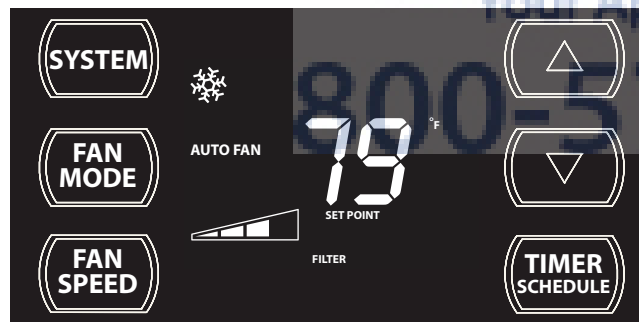 SYSTEM
FAN
MODE
FAN
SPEED
AUTO FAN
79
°F
SET POINT
FILTER
TIMER
SCHEDULE
800-5